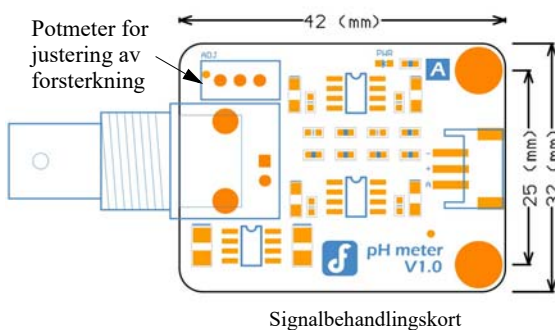 42 (mm)
Potmeter for
justering av
forsterkning
ADJ
PWR
A
-
+
A
25 (mm)
32 (mm)
pH meter
V1.0
Signalbehandlingskort